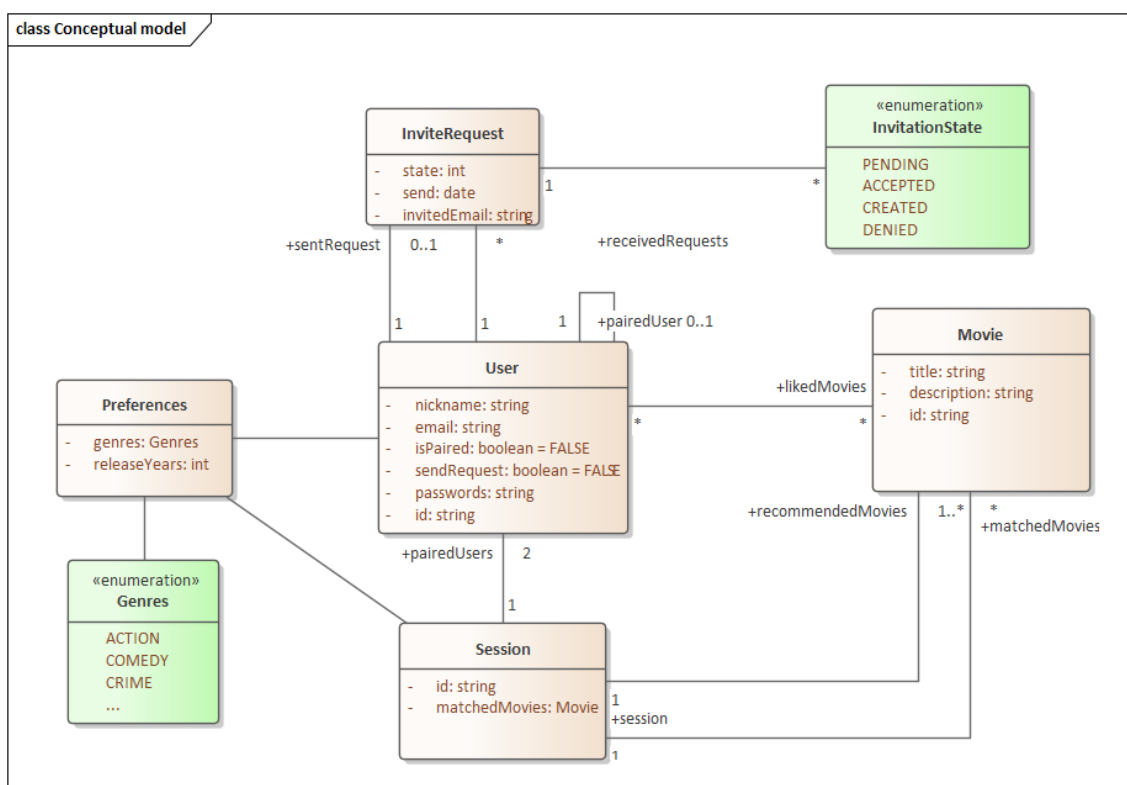 class Conceptual model
«enumeration»
InvitationState
PENDING
ACCEPTED
CREATED
DENIED
InviteRequest
- state: int
- send: date
- invitedEmail: string
1
*
+sentRequest
0..1
*
+receivedRequests
1
1
1
+pairedUser 0..1
User
- nickname: string
- email: string
- isPaired: boolean = FALSE
- sendRequest: boolean = FALSE
- passwords: string
- id: string
Movie
- title: string
- description: string
- id: string
+likedMovies
*
*
Preferences
- genres: Genres
- releaseYears: int
+recommendedMovies
1..*
*
+matchedMovies
+pairedUsers
2
1
«enumeration»
Genres
ACTION
COMEDY
CRIME
...
Session
- id: string
- matchedMovies: Movie
1
+session
1